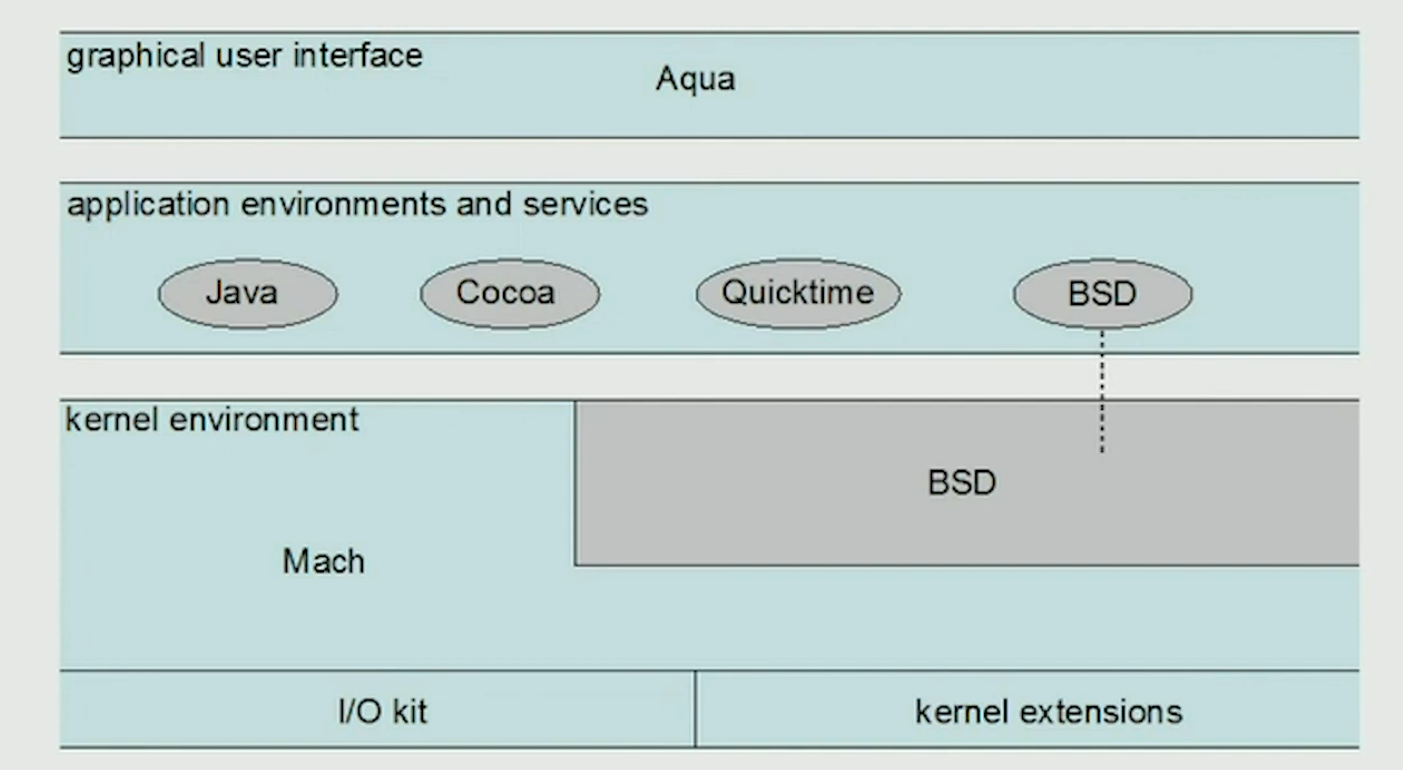 graphical user interface
Aqua
application environments and services
Java
Cocoa
Quicktime
BSD
kernel environment
BSD
Mach
I/O kit
kernel extensions